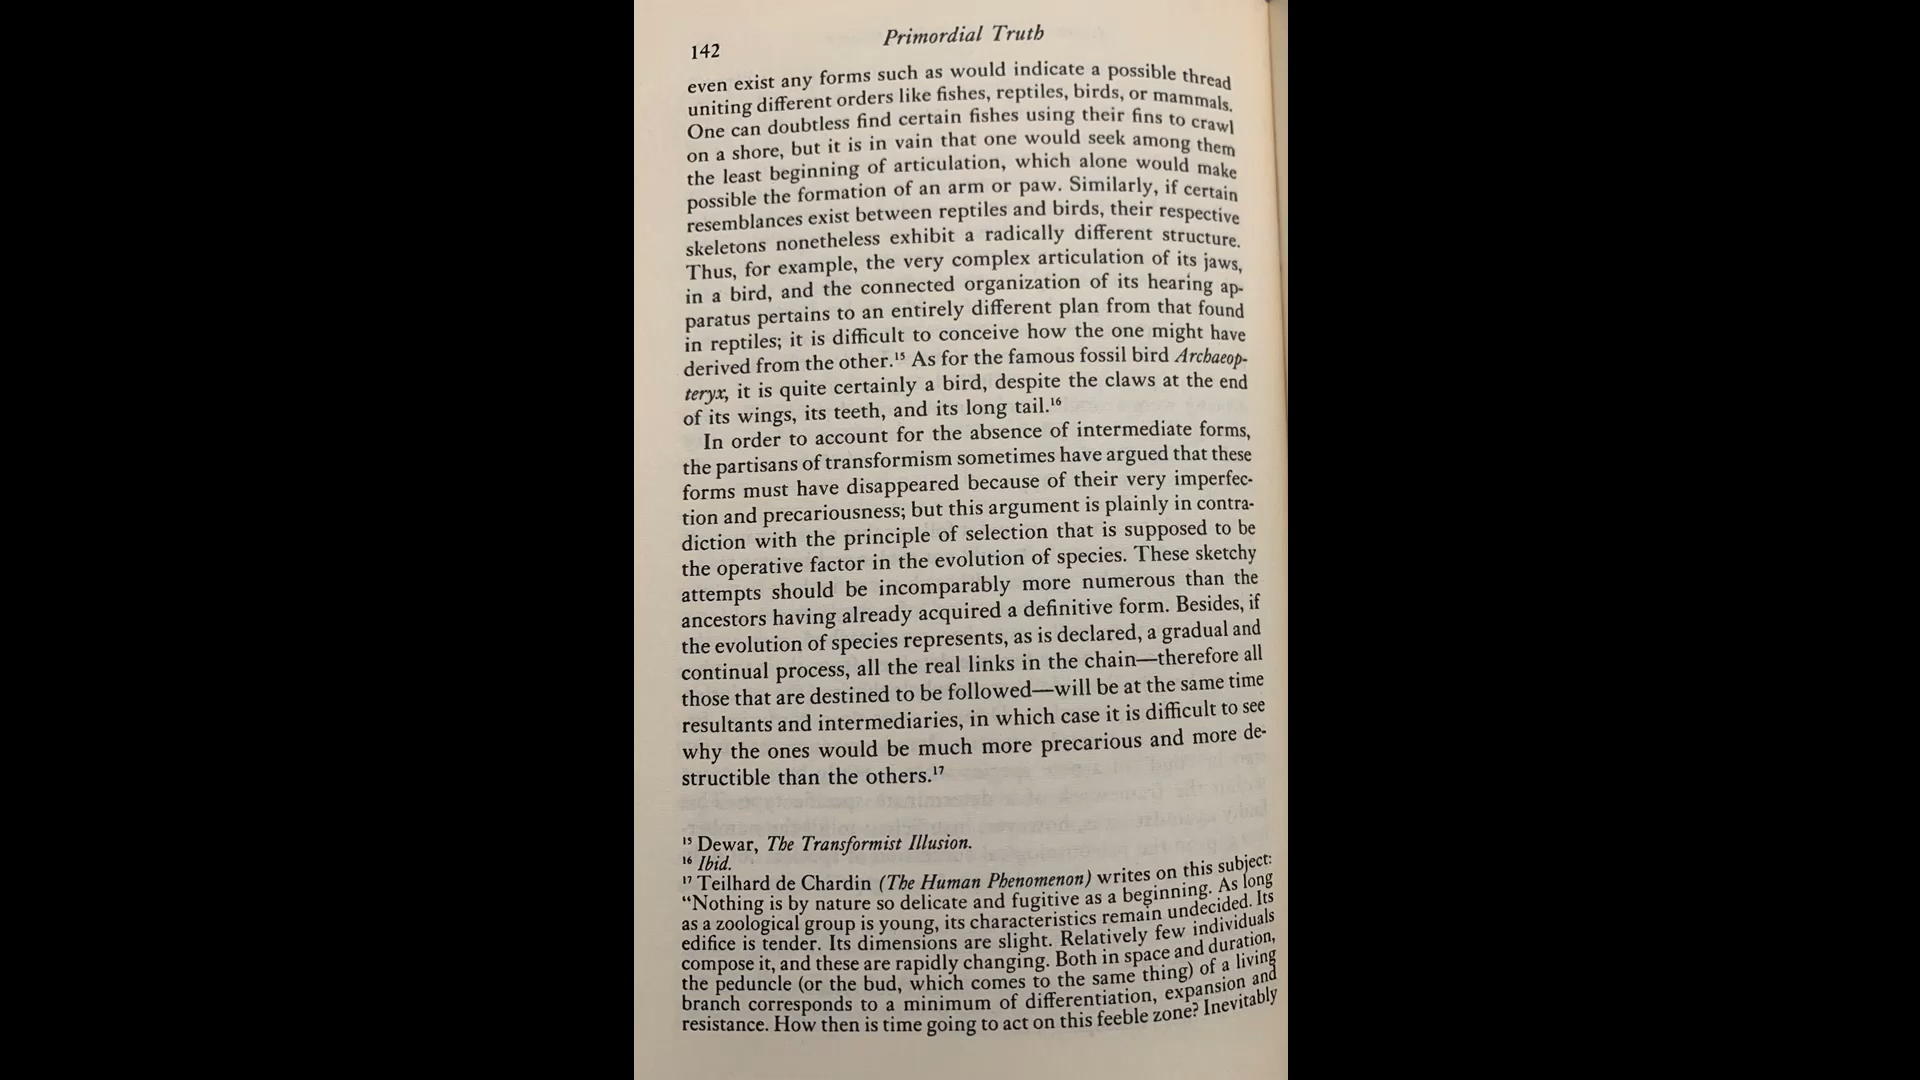 142
Primordial Truth
even exist any forms such as would indicate a possible thread
uniting different orders like fishes, reptiles, birds, or mammals.
One can doubtless find certain fishes using their fins to crawl
on a shore, but it is in vain that one would seek among them
the least beginning of articulation, which alone would make
possible the formation of an arm or paw. Similarly, if certain
resemblances exist between reptiles and birds, their respective
skeletons nonetheless exhibit a radically different structure.
Thus, for example, the very complex articulation of its jaws,
in a bird, and the connected organization of its hearing ap-
paratus pertains to an entirely different plan from that found
in reptiles; it is difficult to conceive how the one might have
derived from the other.¹⁵ As for the famous fossil bird Archaeop-
teryx, it is quite certainly a bird, despite the claws at the end
of its wings, its teeth, and its long tail.¹⁶
In order to account for the absence of intermediate forms,
the partisans of transformism sometimes have argued that these
forms must have disappeared because of their very imperfec-
tion and precariousness; but this argument is plainly in contra-
diction with the principle of selection that is supposed to be
the operative factor in the evolution of species. These sketchy
attempts should be incomparably more numerous than the
ancestors having already acquired a definitive form. Besides, if
the evolution of species represents, as is declared, a gradual and
continual process, all the real links in the chain—therefore all
those that are destined to be followed—will be at the same time
resultants and intermediaries, in which case it is difficult to see
why the ones would be much more precarious and more de-
structible than the others.¹⁷
¹⁵ Dewar, The Transformist Illusion.
¹⁶ Ibid.
¹⁷ Teilhard de Chardin (The Human Phenomenon) writes on this subject:
“Nothing is by nature so delicate and fugitive as a beginning. As long
as a zoological group is young, its characteristics remain undecided. Its
edifice is tender. Its dimensions are slight. Relatively few individuals
compose it, and these are rapidly changing. Both in space and duration,
the peduncle (or the bud, which comes to the same thing) of a living
branch corresponds to a minimum of differentiation, expansion and
resistance. How then is time going to act on this feeble zone? Inevitably